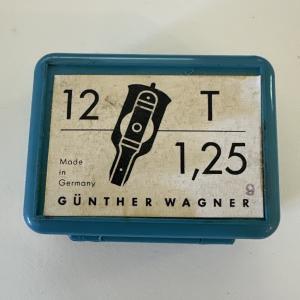 12 T
1,25
Made
in
Germany
9
GÜNTHER WAGNER